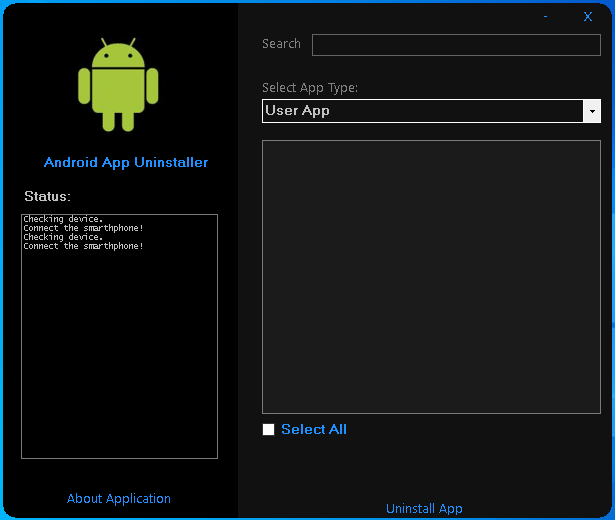 - X
Search
Select App Type:
User App
Android App Uninstaller
Status:
Checking device.
Connect the smarthphone!
Checking device.
Connect the smarthphone!
Select All
About Application
Uninstall App